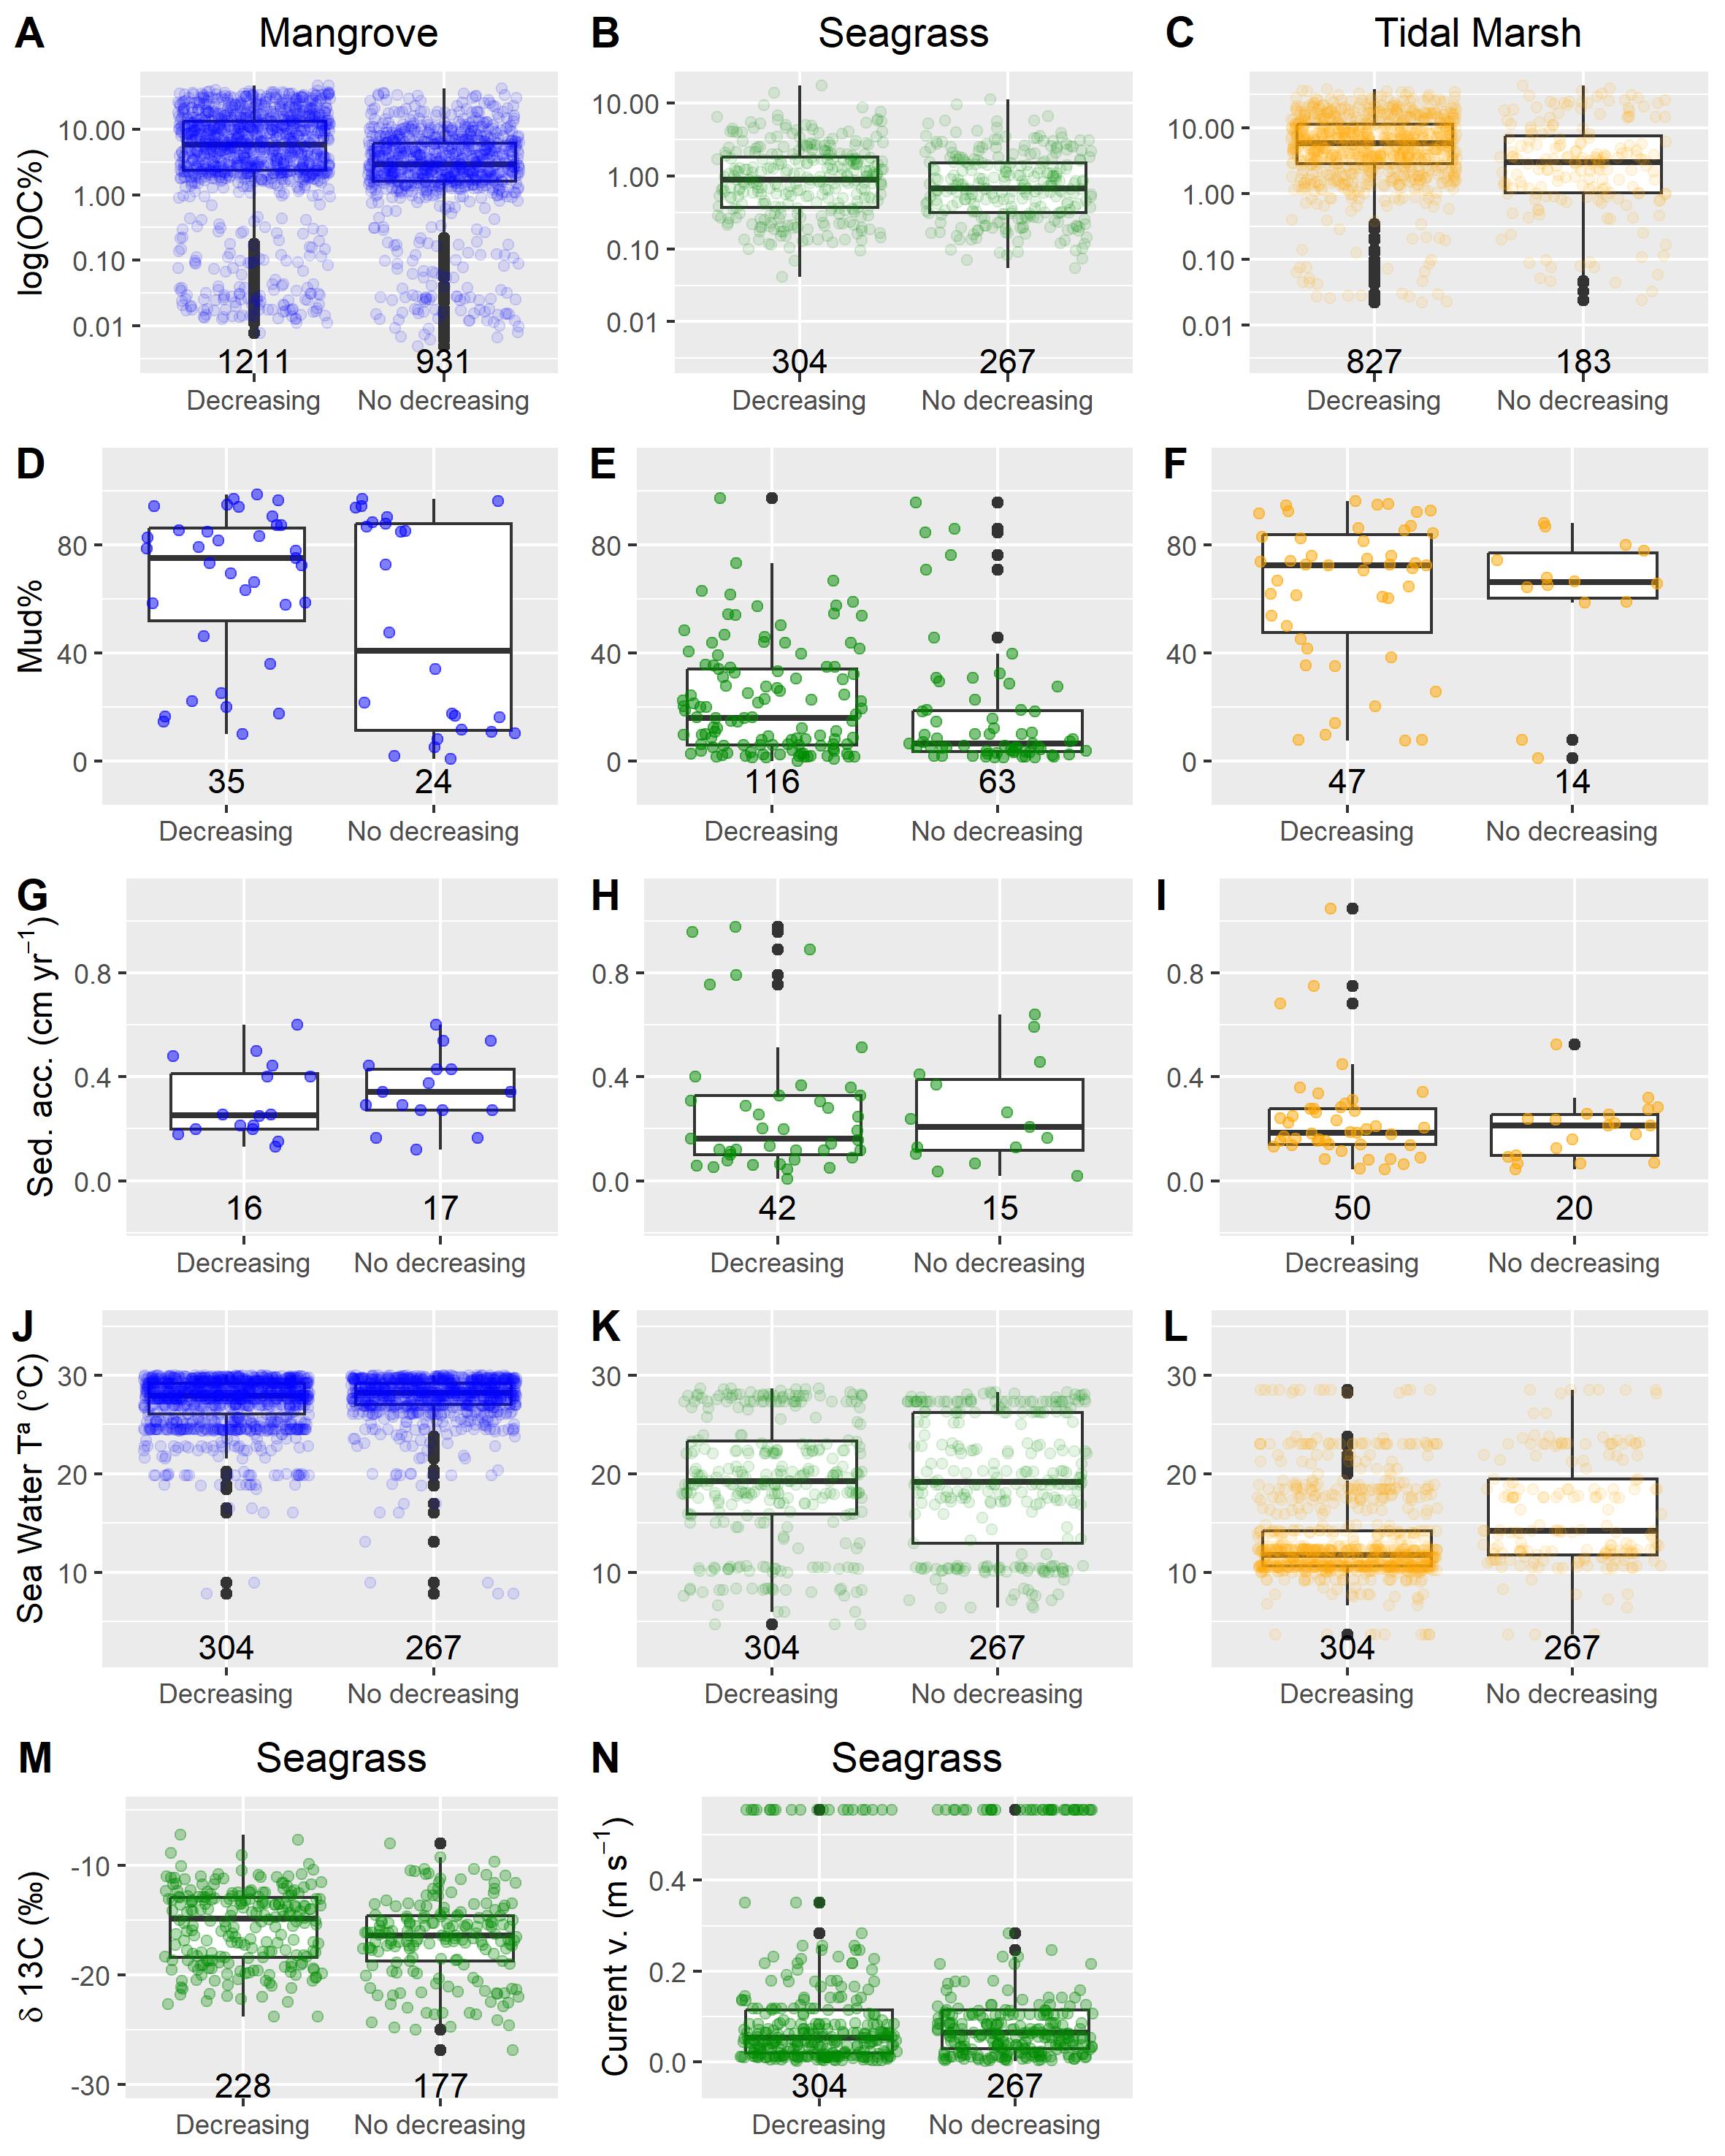 A Mangrove B Seagrass C Tidal Marsh
log(OC%)
10.00
1.00
0.10
0.01
1211 931
Decreasing No decreasing
10.00
1.00
0.10
0.01
304 267
Decreasing No decreasing
10.00
1.00
0.10
0.01
827 183
Decreasing No decreasing
D
Mud%
80
40
0
35 24
Decreasing No decreasing
E
80
40
0
116 63
Decreasing No decreasing
F
80
40
0
47 14
Decreasing No decreasing
G
Sed. acc. (cm yr⁻¹)
0.8
0.4
0.0
16 17
Decreasing No decreasing
H
0.8
0.4
0.0
42 15
Decreasing No decreasing
I
0.8
0.4
0.0
50 20
Decreasing No decreasing
J
Sea Water Tª (°C)
30
20
10
304 267
Decreasing No decreasing
K
30
20
10
304 267
Decreasing No decreasing
L
30
20
10
304 267
Decreasing No decreasing
M Seagrass
δ 13C (‰)
-10
-20
-30
228 177
Decreasing No decreasing
N Seagrass
Current v. (m s⁻¹)
0.4
0.2
0.0
304 267
Decreasing No decreasing